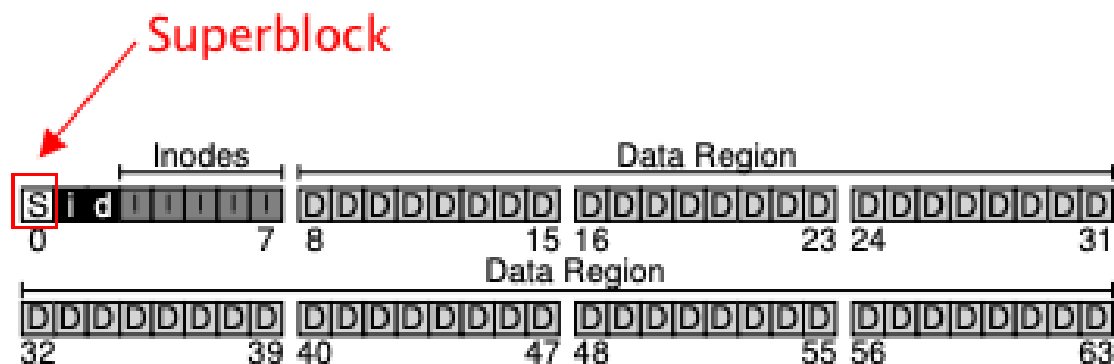 Superblock
Inodes Data Region
S i d I I I I I D D D D D D D D D D D D D D D D D D D D D D D D
0 7 8 15 16 23 24 31
Data Region
D D D D D D D D D D D D D D D D D D D D D D D D D D D D D D D D
32 39 40 47 48 55 56 63